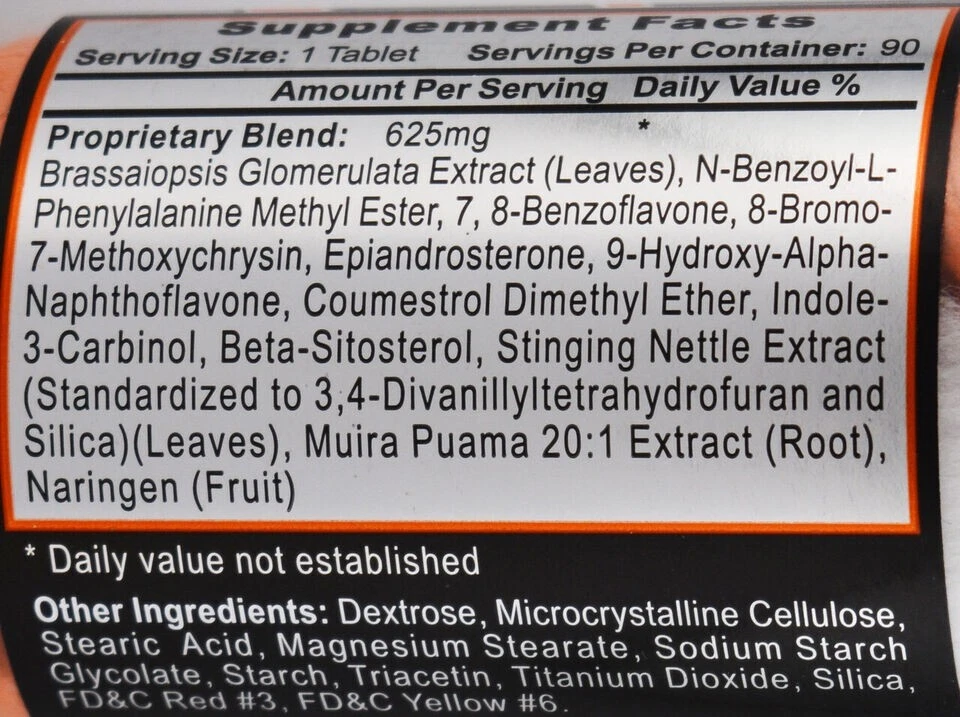 Supplement Facts
Serving Size: 1 Tablet Servings Per Container: 90
Amount Per Serving Daily Value %
Proprietary Blend: 625mg *
Brassaiopsis Glomerulata Extract (Leaves), N-Benzoyl-L-
Phenylalanine Methyl Ester, 7, 8-Benzoflavone, 8-Bromo-
7-Methoxychrysin, Epiandrosterone, 9-Hydroxy-Alpha-
Naphthoflavone, Coumestrol Dimethyl Ether, Indole-
3-Carbinol, Beta-Sitosterol, Stinging Nettle Extract
(Standardized to 3,4-Divanillyltetrahydrofuran and
Silica)(Leaves), Muira Puama 20:1 Extract (Root),
Naringen (Fruit)
* Daily value not established
Other Ingredients: Dextrose, Microcrystalline Cellulose,
Stearic Acid, Magnesium Stearate, Sodium Starch
Glycolate, Starch, Triacetin, Titanium Dioxide, Silica,
FD&C Red #3, FD&C Yellow #6.